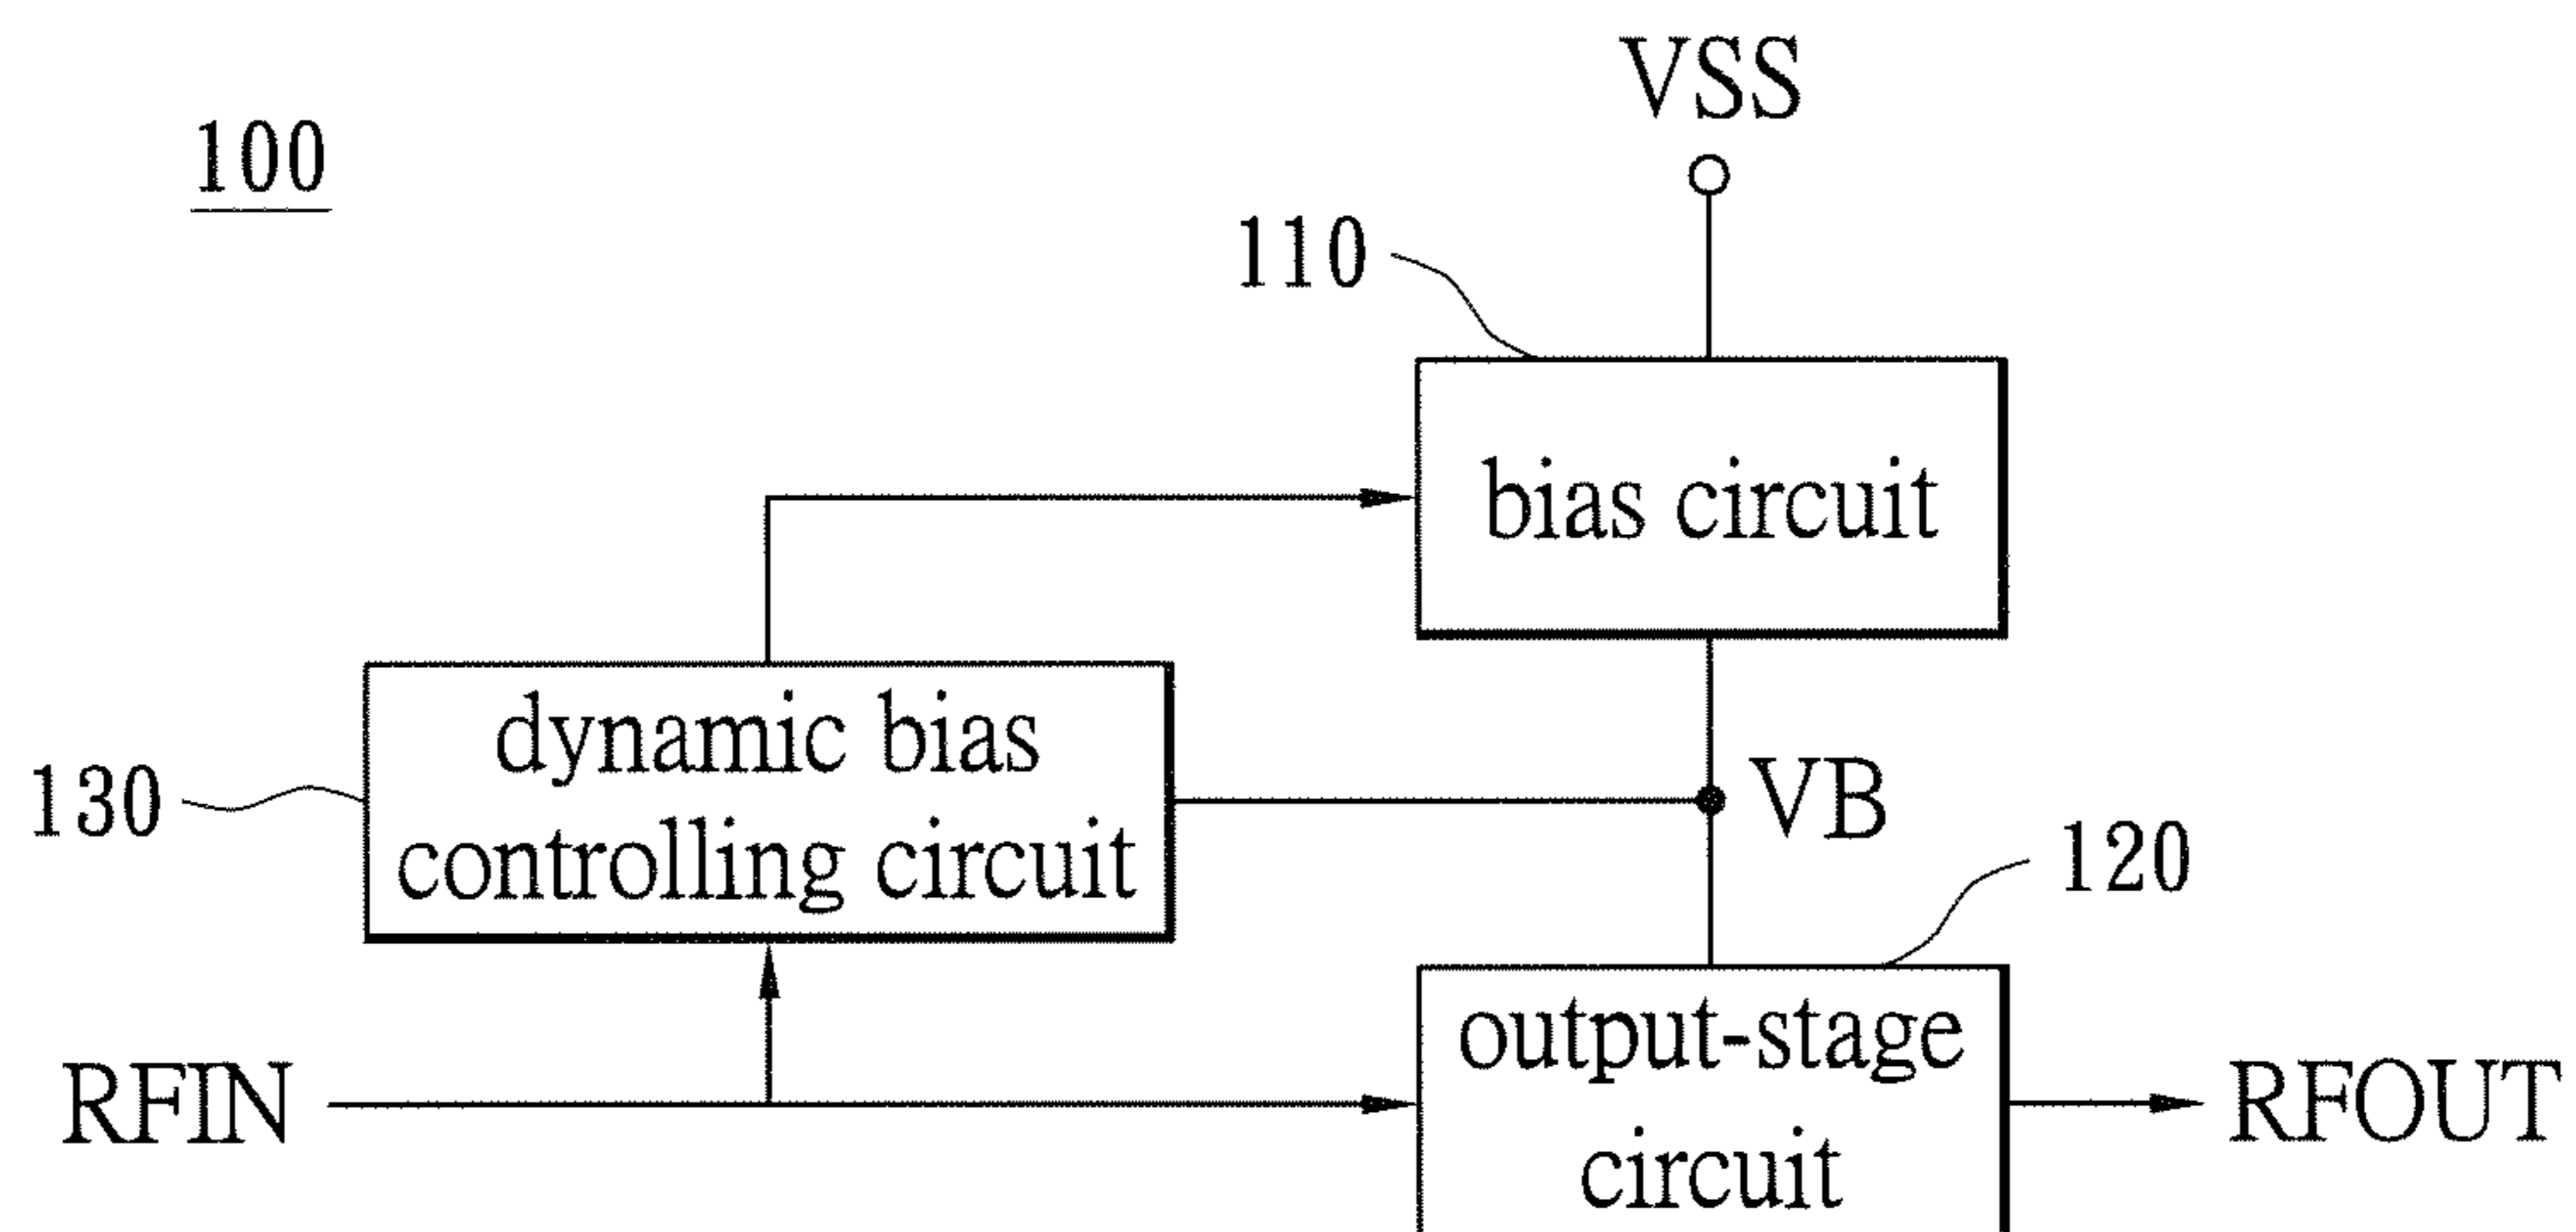 VSS
100
110
bias circuit
dynamic bias
controlling circuit
130
VB
120
output-stage
circuit
RFIN
RFOUT